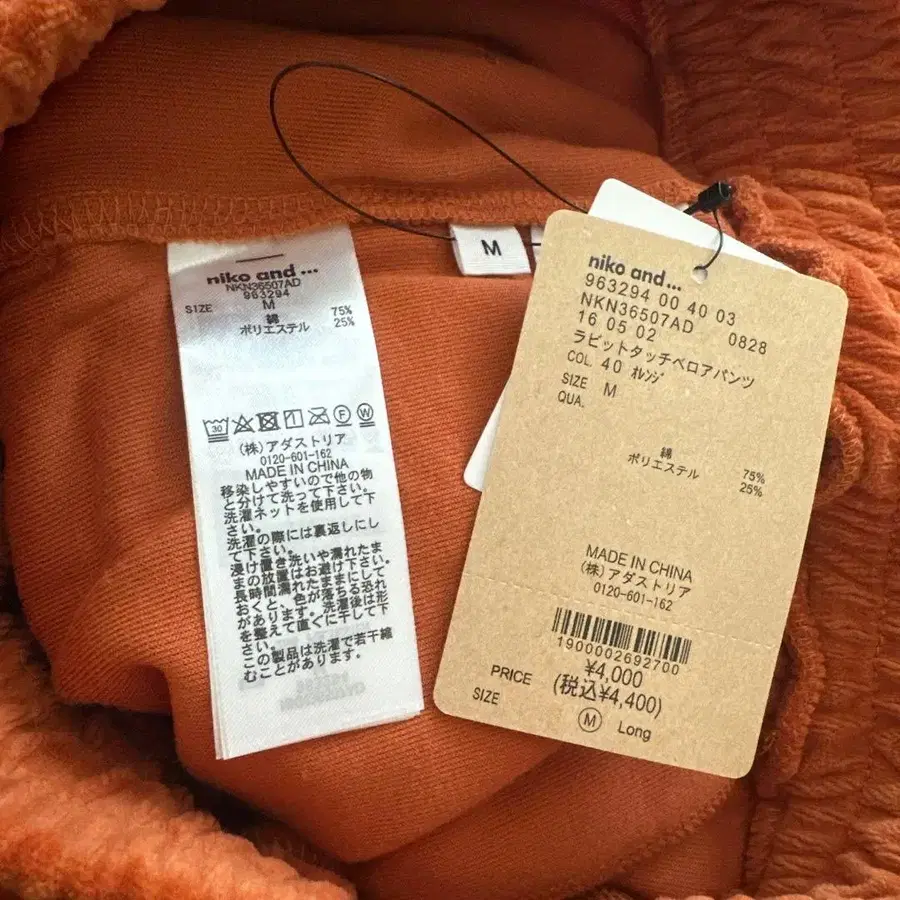 niko and ...
NKN36507AD
963294
SIZE M
綿 75%
ポリエステル 25%
30 F W
(株)アダストリア
0120-601-162
MADE IN CHINA
移染しやすいので他の物
と分けて洗って下さい。
洗濯ネットを使用して下
さい。
洗濯の際には裏返しにし
て下さい。
浸け置き洗いや濡れたま
まの放置はお避け下さい。
長時間濡れたままにして
おくと、色が落ちる恐れ
があります。洗濯後は形
を整えて直ぐに干して下
さい。
この製品は洗濯で若干縮
むことがあります。
M
niko and ...
963294 00 40 03
NKN36507AD 0828
16 05 02
ラビットタッチベロアパンツ
COL. 40 オレンジ
SIZE M
QUA.
綿 75%
ポリエステル 25%
MADE IN CHINA
(株)アダストリア
0120-601-162
1900002692700
PRICE ¥4,000
(税込¥4,400)
SIZE M Long